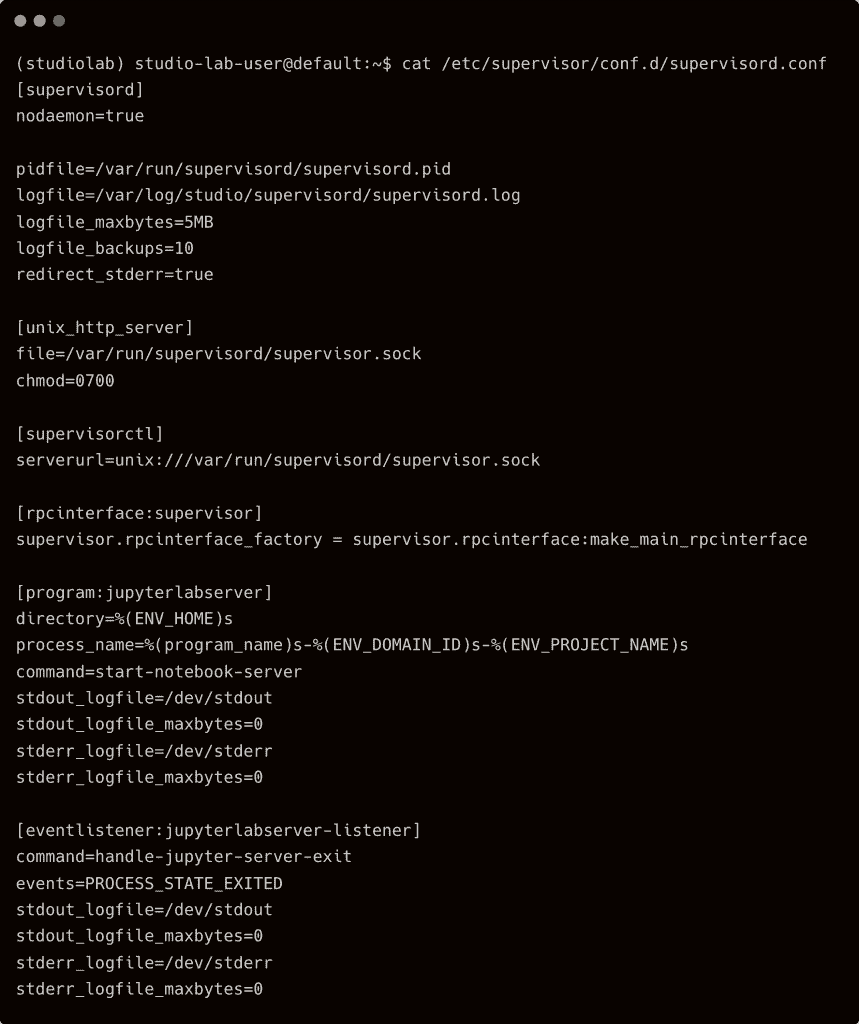 (studiolab) studio-lab-user@default:~$ cat /etc/supervisor/conf.d/supervisord.conf
[supervisord]
nodaemon=true
pidfile=/var/run/supervisord/supervisord.pid
logfile=/var/log/studio/supervisord/supervisord.log
logfile_maxbytes=5MB
logfile_backups=10
redirect_stderr=true
[unix_http_server]
file=/var/run/supervisord/supervisor.sock
chmod=0700
[supervisorctl]
serverurl=unix:///var/run/supervisord/supervisor.sock
[rpcinterface:supervisor]
supervisor.rpcinterface_factory = supervisor.rpcinterface:make_main_rpcinterface
[program:jupyterlabserver]
directory=%(ENV_HOME)s
process_name=%(program_name)s-%(ENV_DOMAIN_ID)s-%(ENV_PROJECT_NAME)s
command=start-notebook-server
stdout_logfile=/dev/stdout
stdout_logfile_maxbytes=0
stderr_logfile=/dev/stderr
stderr_logfile_maxbytes=0
[eventlistener:jupyterlabserver-listener]
command=handle-jupyter-server-exit
events=PROCESS_STATE_EXITED
stdout_logfile=/dev/stdout
stdout_logfile_maxbytes=0
stderr_logfile=/dev/stderr
stderr_logfile_maxbytes=0